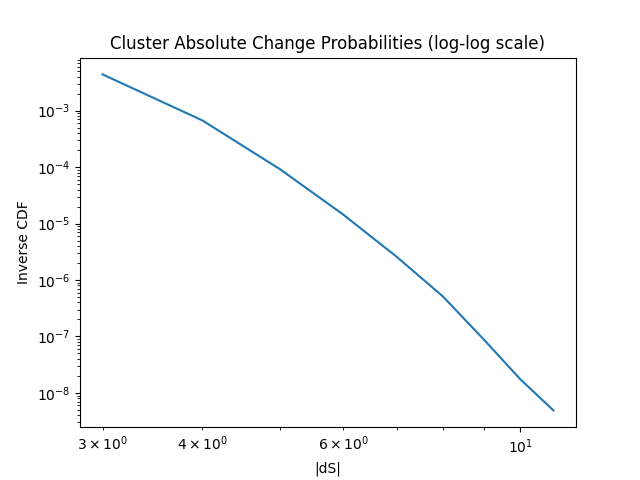 Cluster Absolute Change Probabilities (log-log scale)
Inverse CDF
10⁻³
10⁻⁴
10⁻⁵
10⁻⁶
10⁻⁷
10⁻⁸
3 × 10⁰ 4 × 10⁰ 6 × 10⁰ 10¹
|dS|